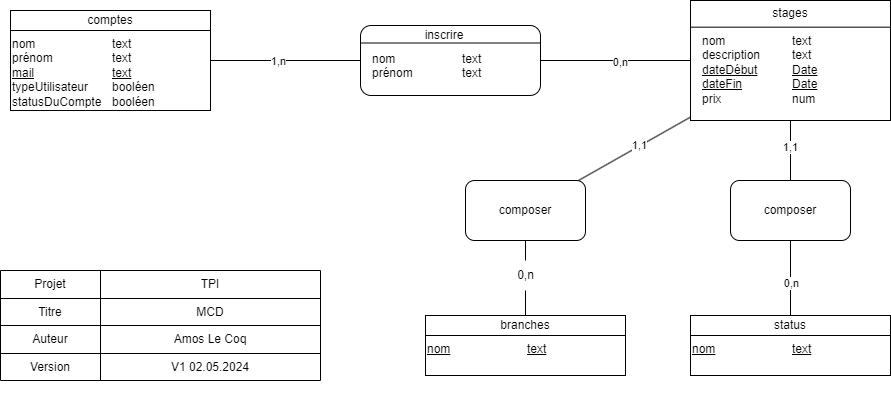 comptes
nom text
prénom text
mail text
typeUtilisateur booléen
statusDuCompte booléen
1,n
inscrire
nom text
prénom text
0,n
stages
nom text
description text
dateDébut Date
dateFin Date
prix num
1,1
1,1
composer
composer
0,n
0,n
branches
nom text
status
nom text
Projet TPI
Titre MCD
Auteur Amos Le Coq
Version V1 02.05.2024